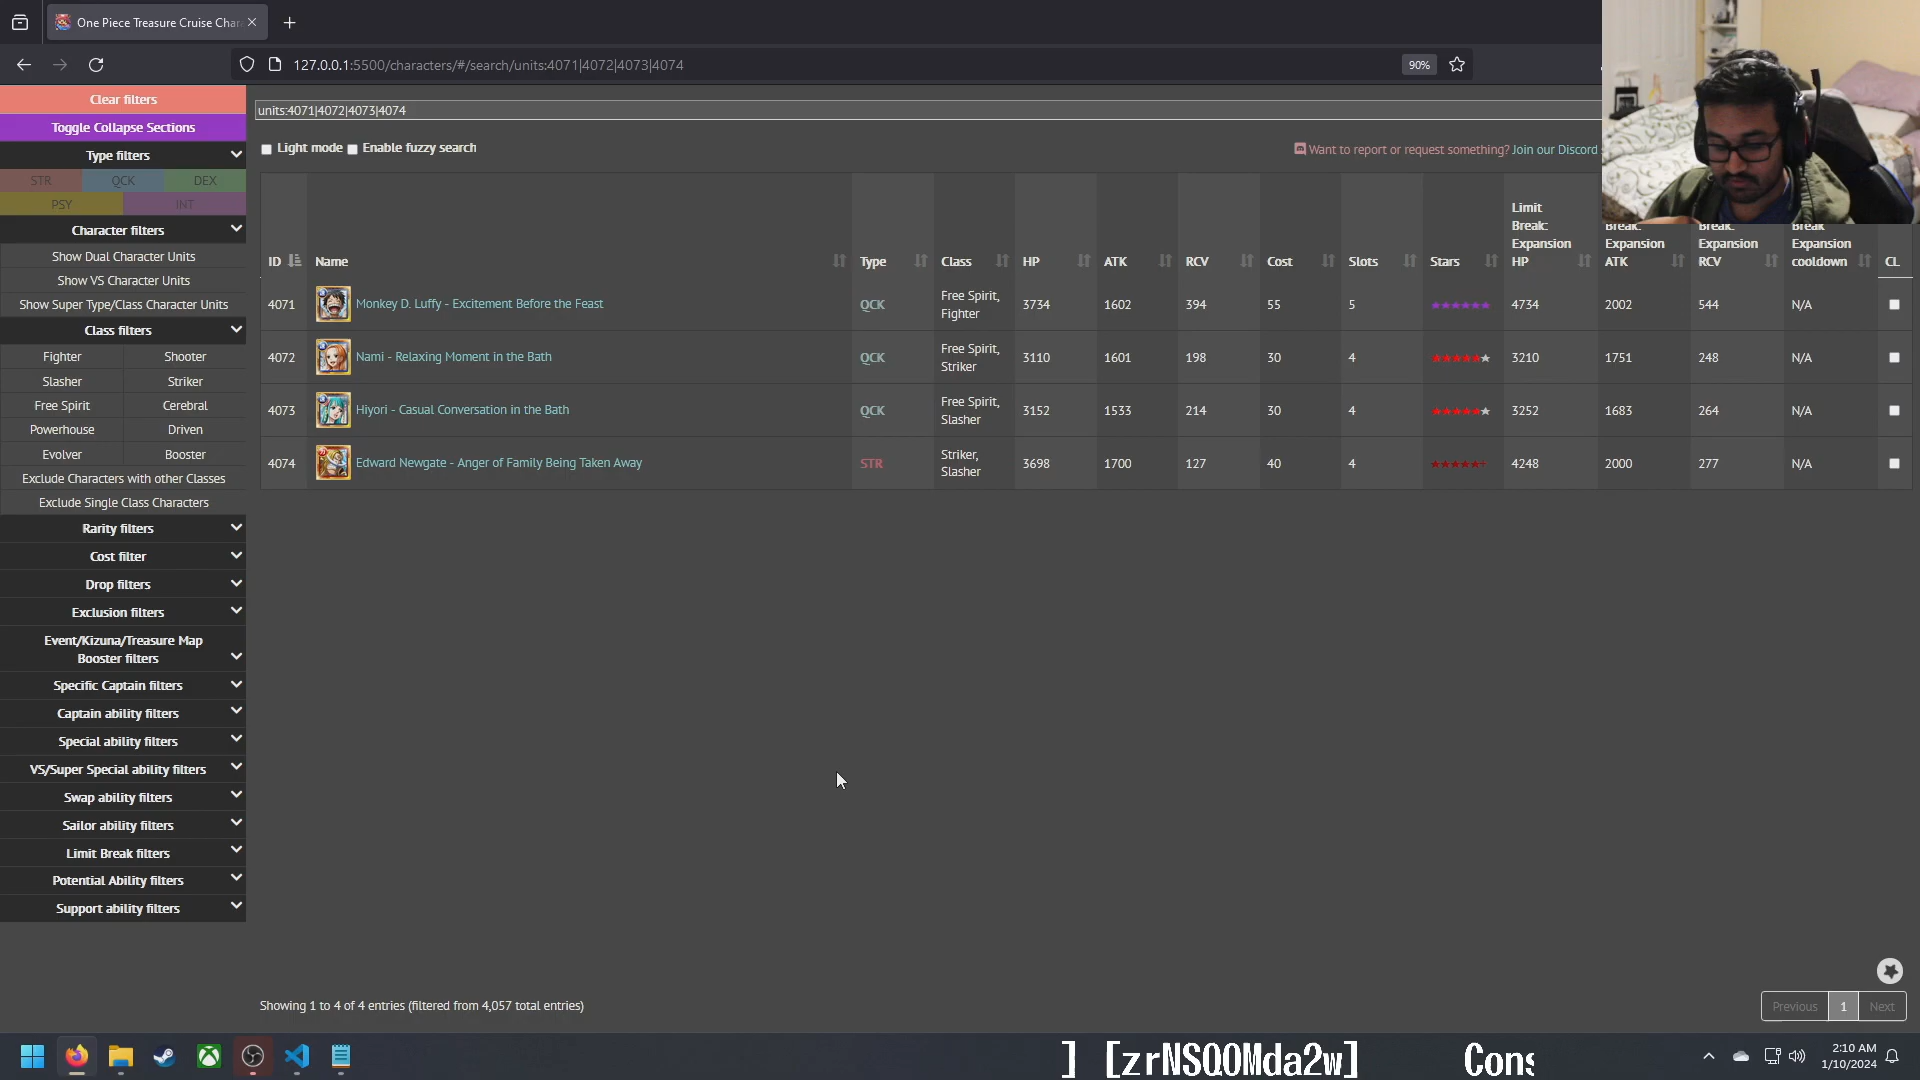 One Piece Treasure Cruise Char
127.0.0.1:5500/characters/#/search/units:4071|4072|4073|4074
90%
Clear filters
Toggle Collapse Sections
Type filters
STR QCK DEX
PSY INT
Character filters
Show Dual Character Units
Show VS Character Units
Show Super Type/Class Character Units
Class filters
Fighter Shooter
Slasher Striker
Free Spirit Cerebral
Powerhouse Driven
Evolver Booster
Exclude Characters with other Classes
Exclude Single Class Characters
Rarity filters
Cost filter
Drop filters
Exclusion filters
Event/Kizuna/Treasure Map
Booster filters
Specific Captain filters
Captain ability filters
Special ability filters
VS/Super Special ability filters
Swap ability filters
Sailor ability filters
Limit Break filters
Potential Ability filters
Support ability filters
units:4071|4072|4073|4074
Light mode Enable fuzzy search
Want to report or request something? Join our Discord
ID Name Type Class HP ATK RCV Cost Slots Stars Limit Break: Expansion HP Break: Expansion ATK Break: Expansion RCV Break Expansion cooldown CL
4071 Monkey D. Luffy - Excitement Before the Feast QCK Free Spirit, Fighter 3734 1602 394 55 5 4734 2002 544 N/A
4072 Nami - Relaxing Moment in the Bath QCK Free Spirit, Striker 3110 1601 198 30 4 3210 1751 248 N/A
4073 Hiyori - Casual Conversation in the Bath QCK Free Spirit, Slasher 3152 1533 214 30 4 3252 1683 264 N/A
4074 Edward Newgate - Anger of Family Being Taken Away STR Striker, Slasher 3698 1700 127 40 4 4248 2000 277 N/A
Showing 1 to 4 of 4 entries (filtered from 4,057 total entries)
Previous 1 Next
] [zrNSQOMda2w] Cons
2:10 AM
1/10/2024